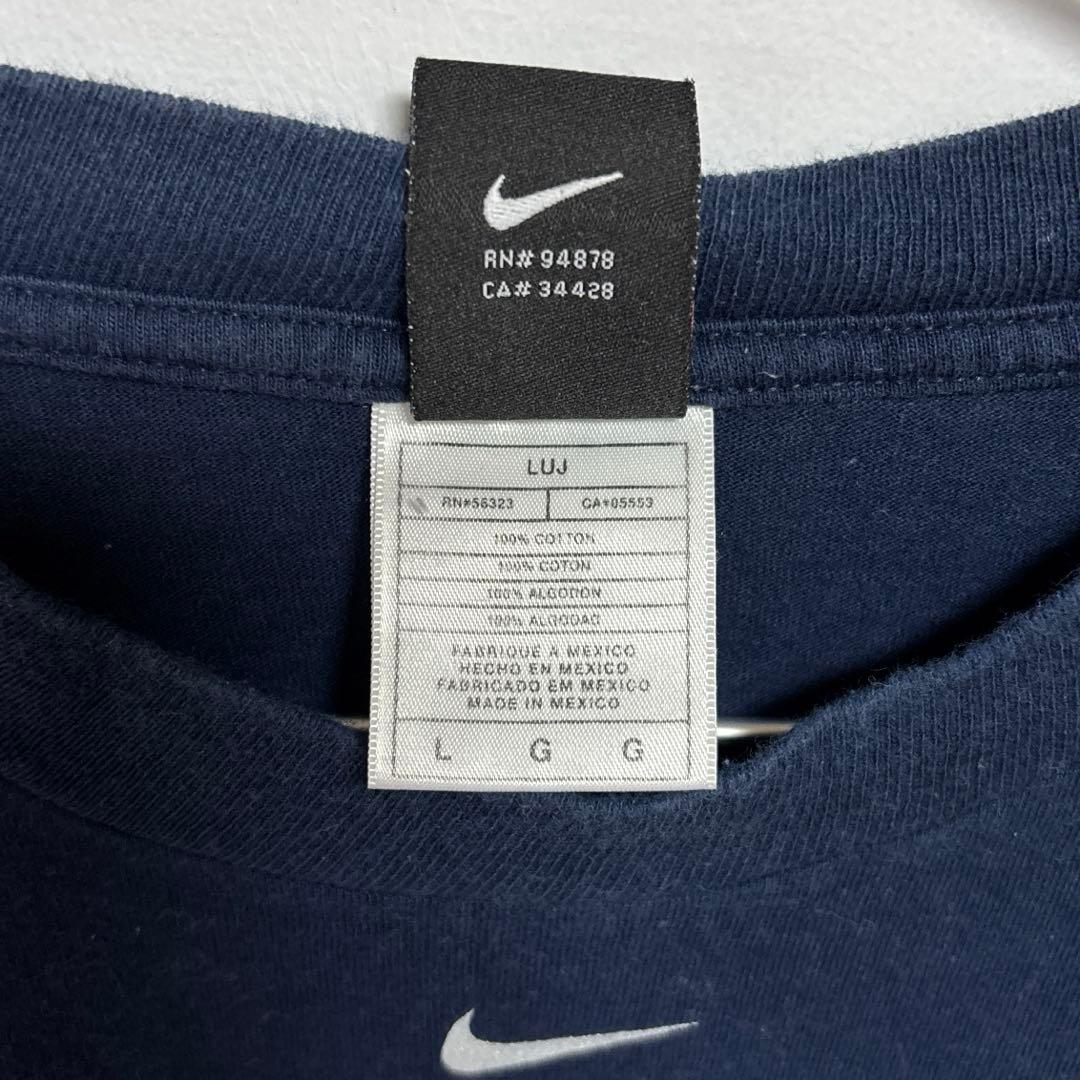 RN# 94878
CA# 34428
LUJ
RN#56323 CA#05553
100% COTTON
100% COTON
100% ALGODON
100% ALGODAO
FABRIQUE A MEXICO
HECHO EN MEXICO
FABRICADO EM MEXICO
MADE IN MEXICO
L G G